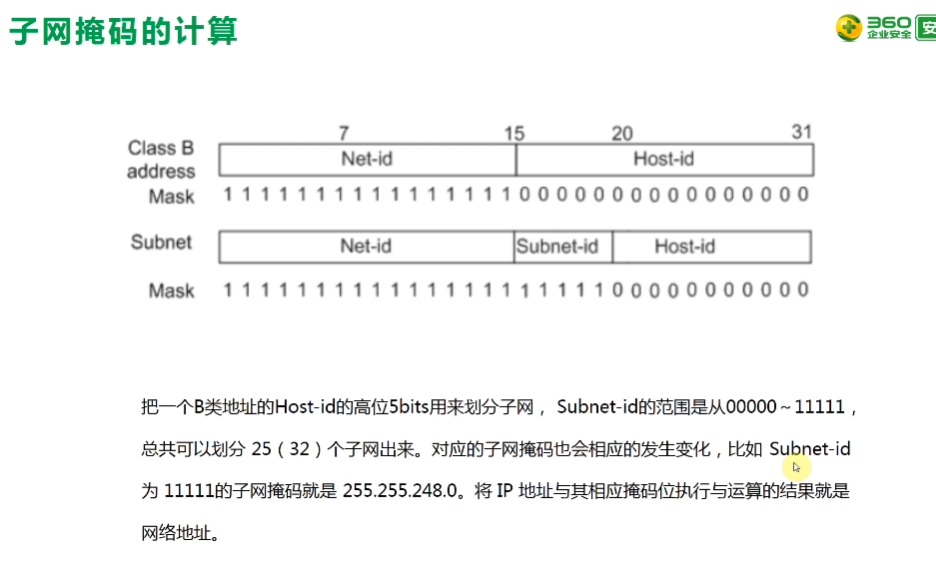 子网掩码的计算
360
企业安全
安
7 15 20 31
Class B
address
Net-id Host-id
Mask 1 1 1 1 1 1 1 1 1 1 1 1 1 1 1 1 0 0 0 0 0 0 0 0 0 0 0 0 0 0 0 0
Subnet Net-id Subnet-id Host-id
Mask 1 1 1 1 1 1 1 1 1 1 1 1 1 1 1 1 1 1 1 1 1 0 0 0 0 0 0 0 0 0 0 0
把一个B类地址的Host-id的高位5bits用来划分子网， Subnet-id的范围是从00000～11111，
总共可以划分 25（32）个子网出来。对应的子网掩码也会相应的发生变化，比如 Subnet-id
为 11111的子网掩码就是 255.255.248.0。将 IP 地址与其相应掩码位执行与运算的结果就是
网络地址。